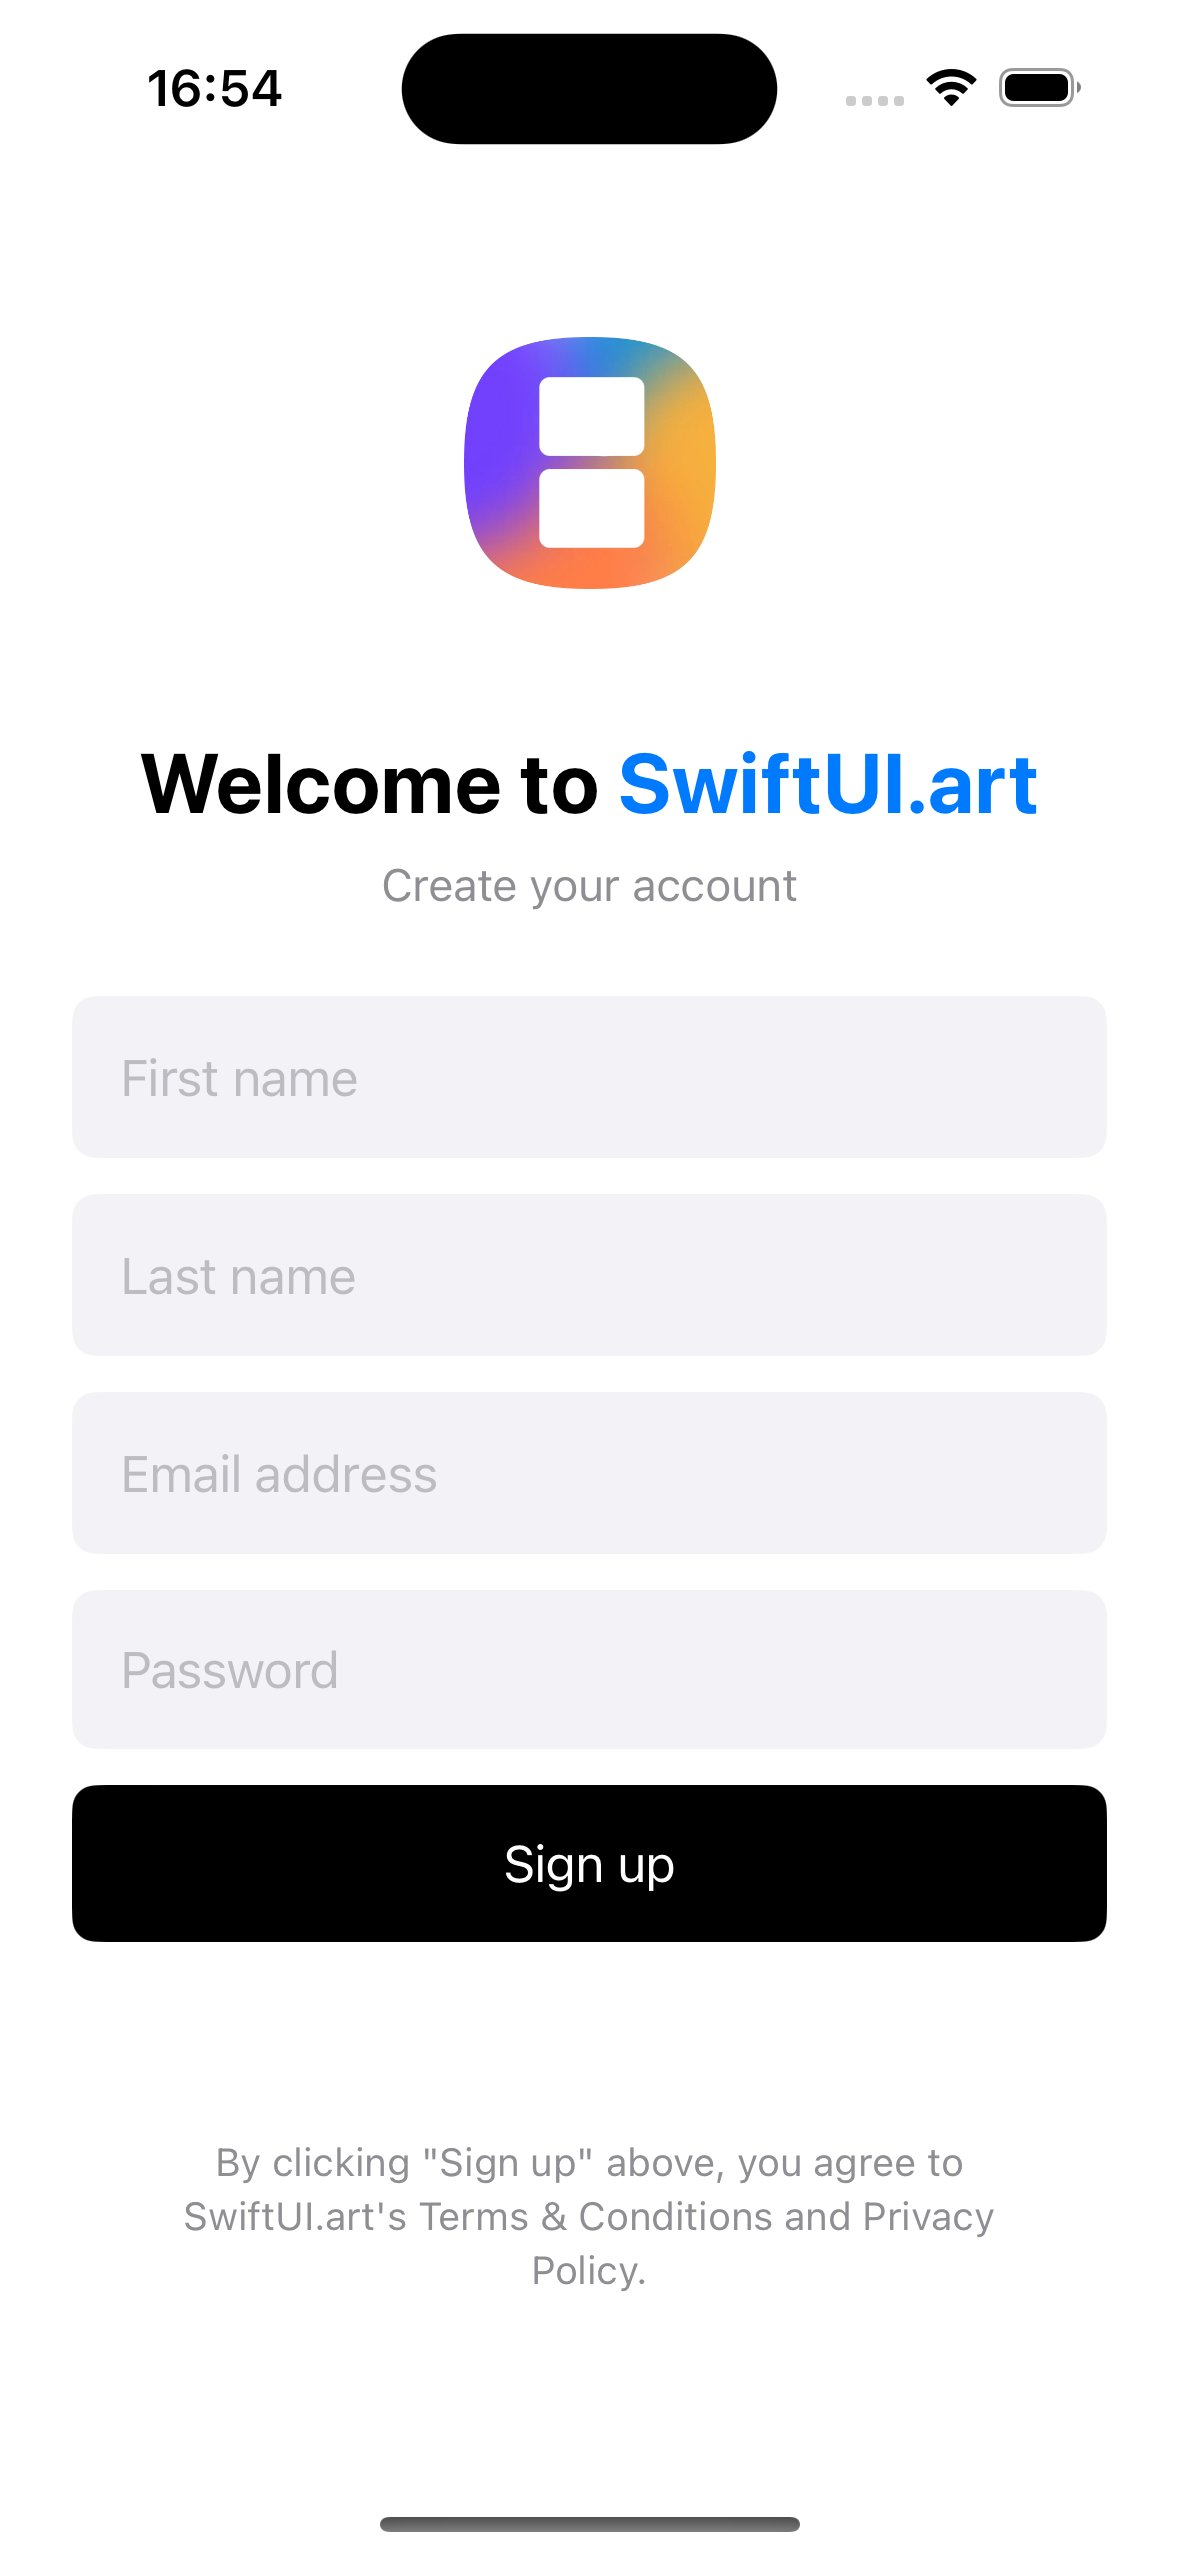 16:54
Welcome to SwiftUI.art
Create your account
First name
Last name
Email address
Password
Sign up
By clicking "Sign up" above, you agree to
SwiftUI.art's Terms & Conditions and Privacy
Policy.